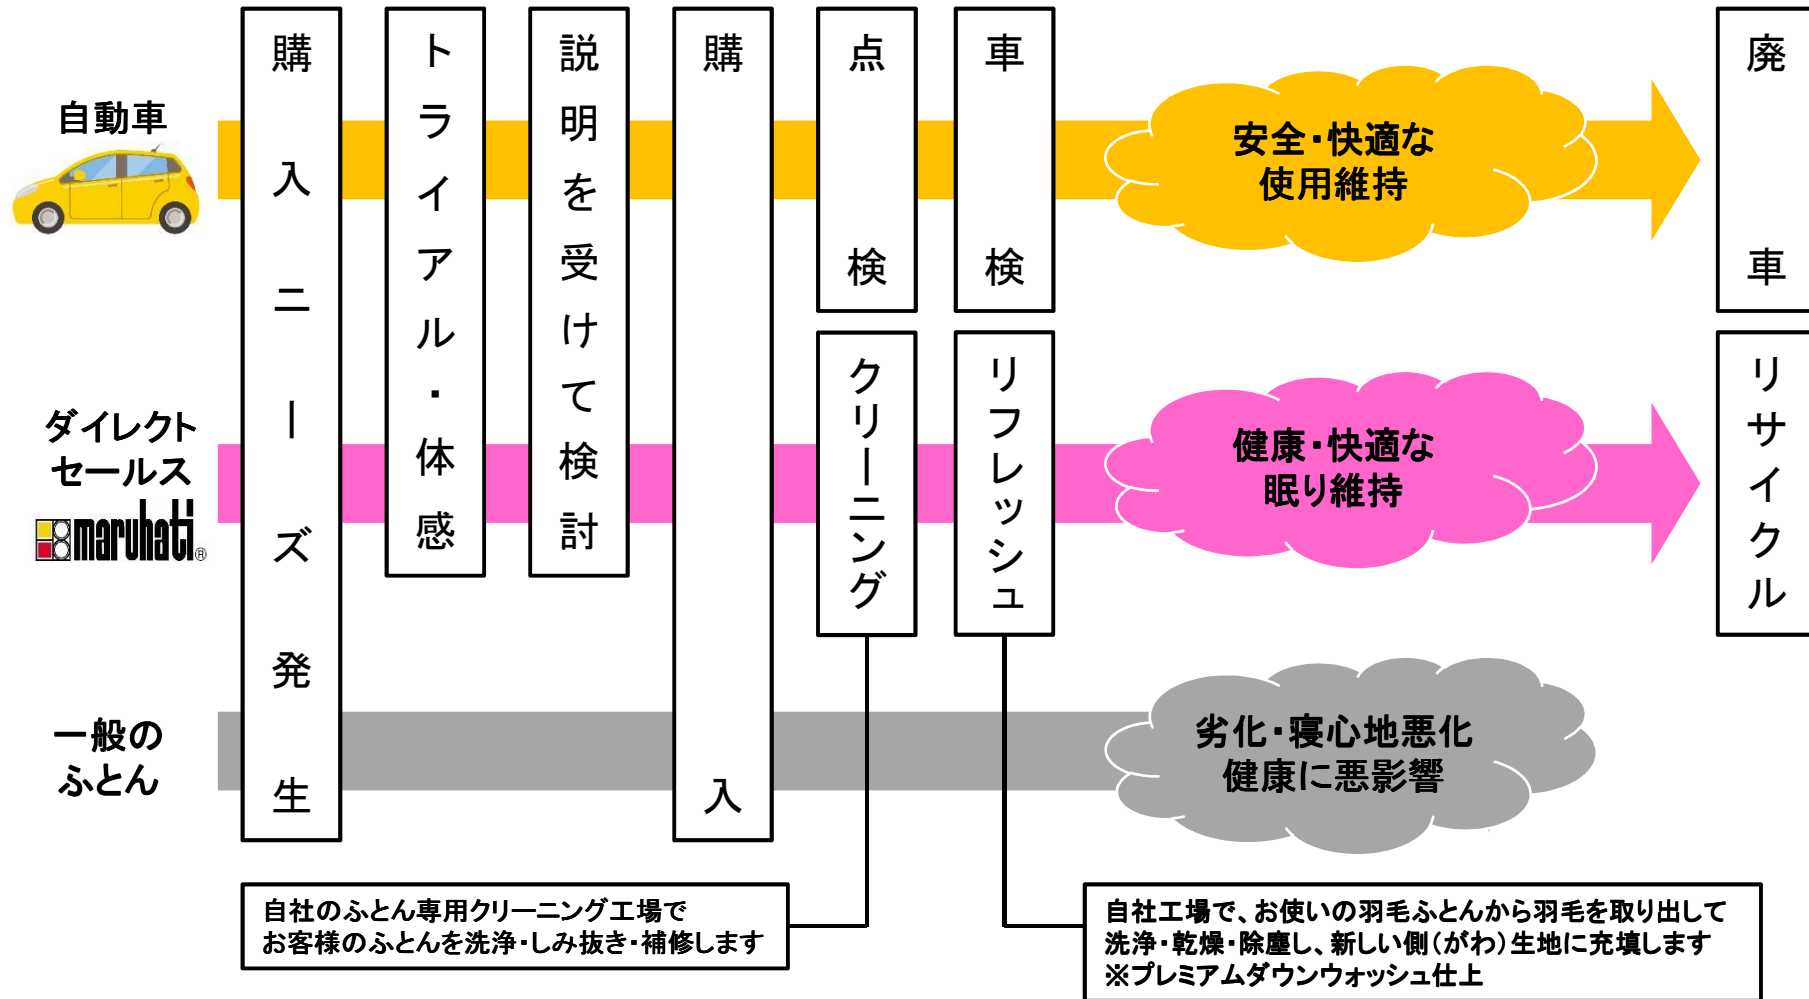 自動車
ダイレクト
セールス
maruhati®
一般の
ふとん
購入ニーズ発生
トライアル・体感
説明を受けて検討
購入
点検
車検
クリーニング
リフレッシュ
安全・快適な
使用維持
健康・快適な
眠り維持
劣化・寝心地悪化
健康に悪影響
廃車
リサイクル
自社のふとん専用クリーニング工場で
お客様のふとんを洗浄・しみ抜き・補修します
自社工場で、お使いの羽毛ふとんから羽毛を取り出して
洗浄・乾燥・除塵し、新しい側(がわ)生地に充填します
※プレミアムダウンウォッシュ仕上